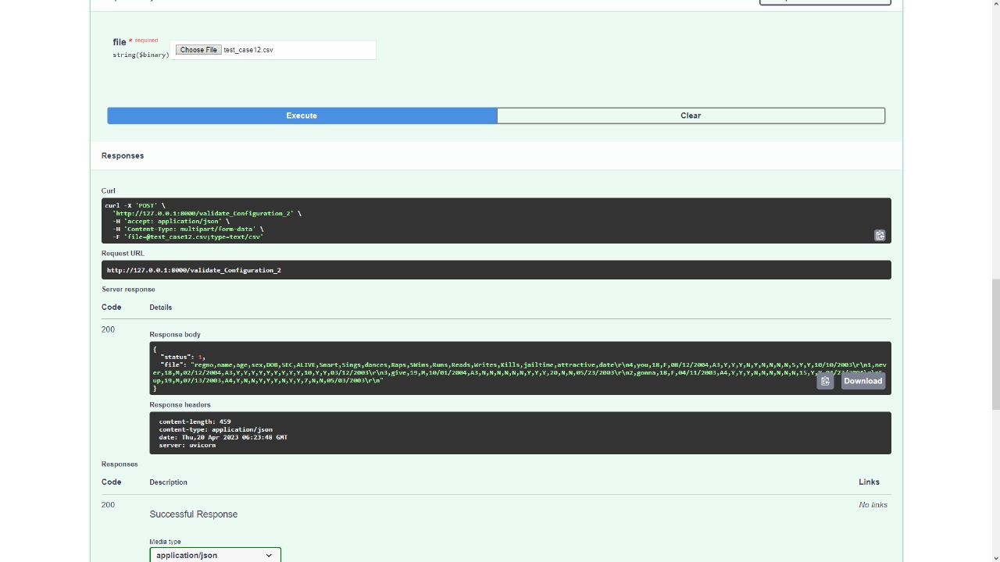 file * required
string($binary)
Choose File test_case12.csv
Execute Clear
Responses
Curl
curl -X 'POST' \
'http://127.0.0.1:8000/validate_Configuration_2' \
-H 'accept: application/json' \
-H 'Content-Type: multipart/form-data' \
-F 'file=@test_case12.csv;type=text/csv'
Request URL
http://127.0.0.1:8000/validate_Configuration_2
Server response
Code Details
200
Response body
{
"status": 1,
"file": "regno,name,age,sex,DOB,SEC,ALIVE,Smart,Sings,dances,Raps,SWims,Runs,Reads,Writes,Kills,jailtime,attractive,date\r\n4,you,18,F,08/12/2004,A3,Y,Y,Y,N,Y,N,N,N,N,5,Y,Y,10/10/2003\r\n1,nev
er,18,M,02/12/2004,A3,Y,Y,Y,Y,Y,Y,Y,Y,Y,10,Y,Y,03/12/2003\r\n3,give,19,M,10/01/2004,A3,N,N,N,N,N,N,Y,Y,Y,20,N,N,05/23/2003\r\n2,gonna,18,F,04/11/2003,A4,Y,Y,Y,N,N,N,N,N,N,15,Y,
up,19,M,07/13/2003,A4,Y,N,N,Y,Y,Y,N,Y,Y,7,N,N,05/03/2003\r\n"
}
Download
Response headers
content-length: 459
content-type: application/json
date: Thu,20 Apr 2023 06:23:48 GMT
server: uvicorn
Responses
Code Description Links
200 No links
Successful Response
Media type
application/json